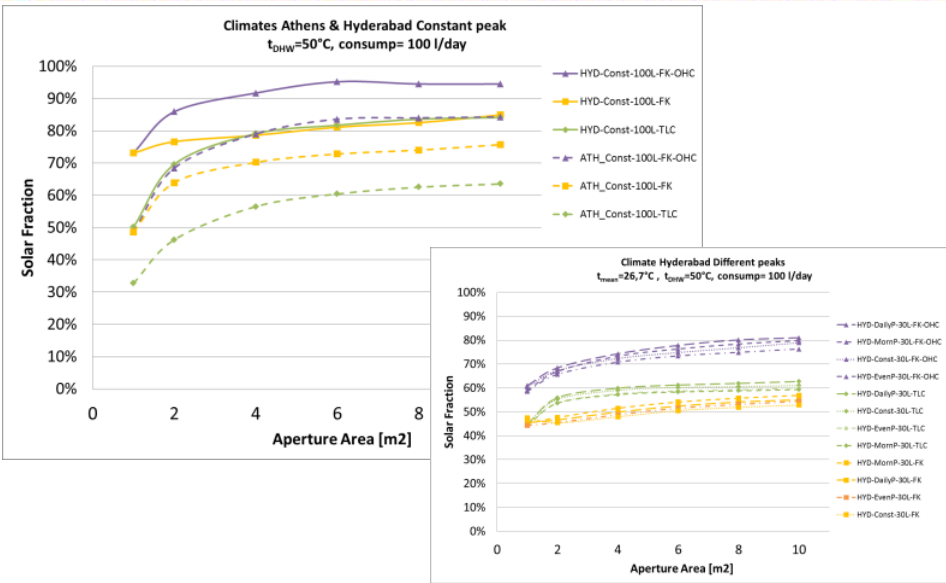 Climates Athens & Hyderabad Constant peak
tDHW=50°C, consump= 100 l/day
100%
90%
80%
70%
60%
50%
40%
30%
20%
10%
0%
Solar Fraction
0
2
4
6
8
Aperture Area [m2]
HYD-Const-100L-FK-OHC
HYD-Const-100L-FK
HYD-Const-100L-TLC
ATH_Const-100L-FK-OHC
ATH_Const-100L-FK
ATH_Const-100L-TLC
Climate Hyderabad Different peaks
tmean=26,7°C , tDHW=50°C, consump= 100 l/day
100%
90%
80%
70%
60%
50%
40%
30%
20%
10%
0%
Solar Fraction
0
2
4
6
8
10
Aperture Area [m2]
HYD-DailyP-30L-FK-OHC
HYD-MornP-30L-FK-OHC
HYD-Const-30L-FK-OHC
HYD-EvenP-30L-FK-OHC
HYD-DailyP-30L-TLC
HYD-Const-30L-TLC
HYD-EvenP-30L-TLC
HYD-MornP-30L-TLC
HYD-MornP-30L-FK
HYD-DailyP-30L-FK
HYD-EvenP-30L-FK
HYD-Const-30L-FK